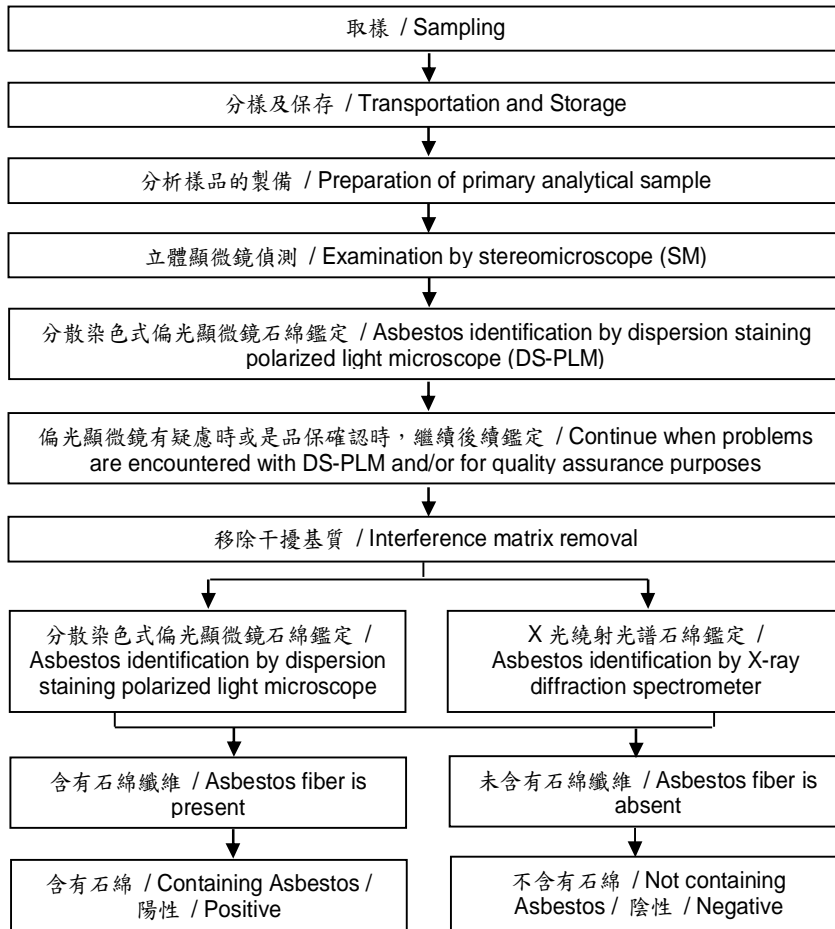 取樣 / Sampling
分樣及保存 / Transportation and Storage
分析樣品的製備 / Preparation of primary analytical sample
立體顯微鏡偵測 / Examination by stereomicroscope (SM)
分散染色式偏光顯微鏡石綿鑑定 / Asbestos identification by dispersion staining
polarized light microscope (DS-PLM)
偏光顯微鏡有疑慮時或是品保確認時，繼續後續鑑定 / Continue when problems
are encountered with DS-PLM and/or for quality assurance purposes
移除干擾基質 / Interference matrix removal
分散染色式偏光顯微鏡石綿鑑定 /
Asbestos identification by dispersion
staining polarized light microscope
X 光繞射光譜石綿鑑定 /
Asbestos identification by X-ray
diffraction spectrometer
含有石綿纖維 / Asbestos fiber is
present
未含有石綿纖維 / Asbestos fiber is
absent
含有石綿 / Containing Asbestos /
陽性 / Positive
不含有石綿 / Not containing
Asbestos / 陰性 / Negative